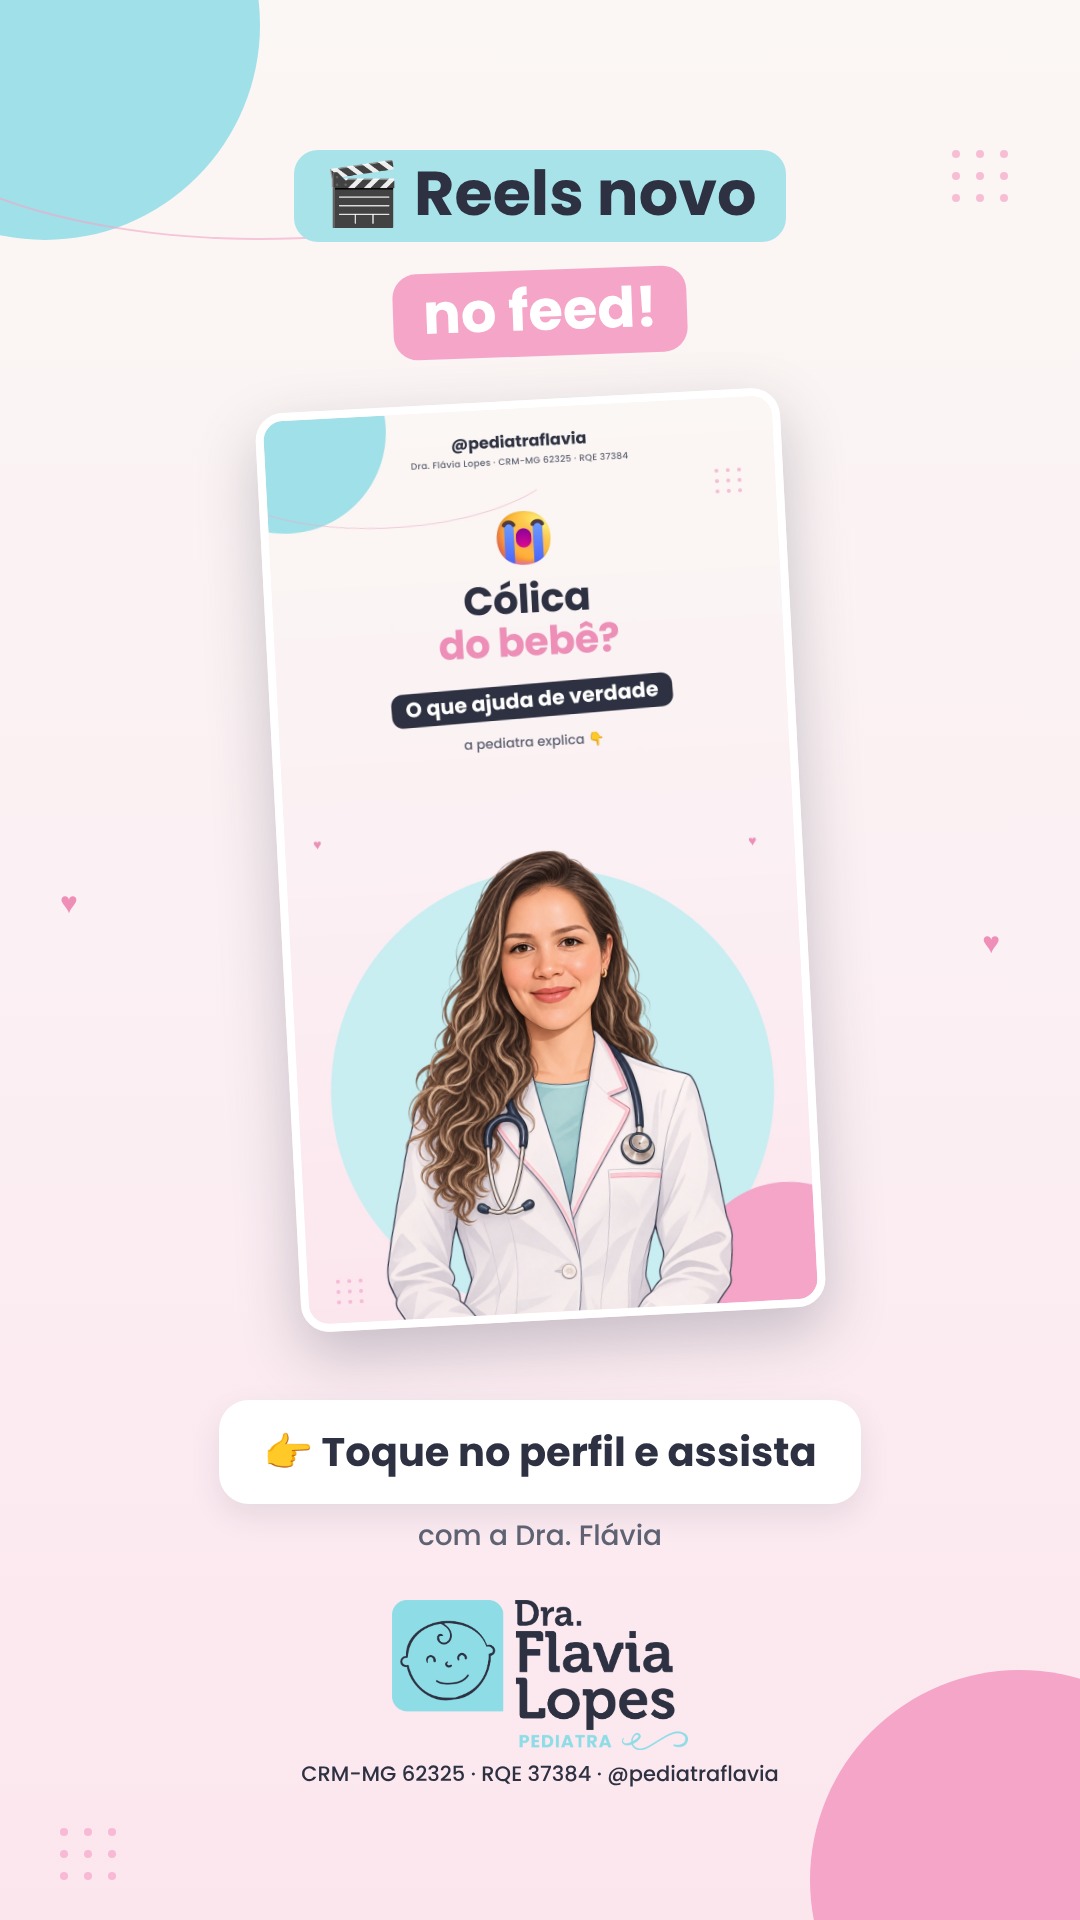 🎬 Reels novo
no feed!
@pediatraflavia
Dra. Flávia Lopes · CRM-MG 62325 · RQE 37384
Cólica
do bebê?
O que ajuda de verdade
a pediatra explica 👇
👉 Toque no perfil e assista
com a Dra. Flávia
Dra.
Flavia
Lopes
PEDIATRA
CRM-MG 62325 · RQE 37384 · @pediatraflavia